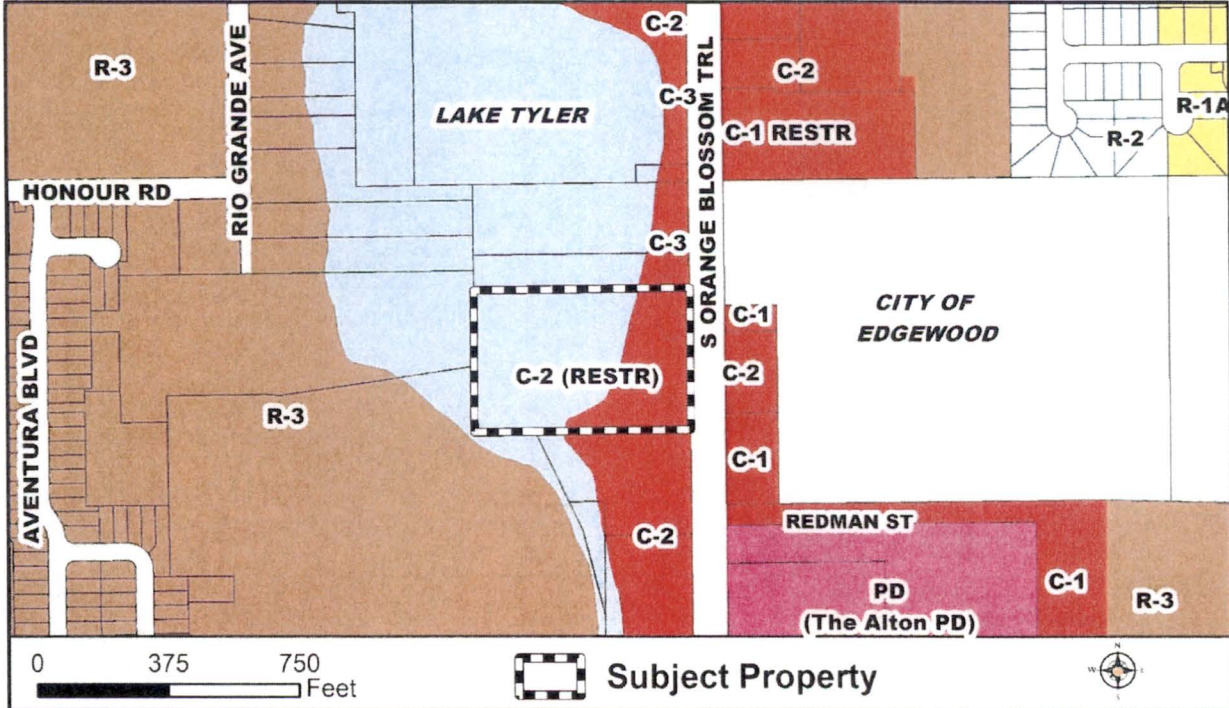 C-2
R-3
C-2
RIO GRANDE AVE
C-3
LAKE TYLER
R-1A
C-1 RESTR
R-2
HONOUR RD
S ORANGE BLOSSOM TRL
C-3
CITY OF
EDGEWOOD
C-1
C-2 (RESTR)
C-2
R-3
AVENTURA BLVD
C-1
REDMAN ST
C-2
C-1
PD
(The Alton PD)
R-3
0 375 750
Feet
Subject Property
N
W E
S